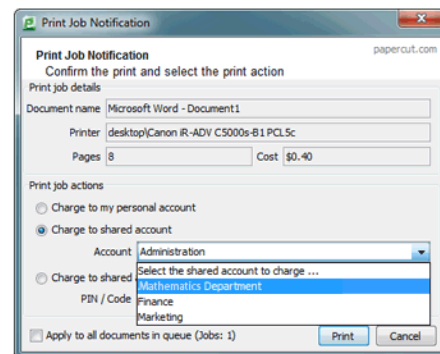 Print Job Notification
papercut.com
Print Job Notification
Confirm the print and select the print action
Print job details
Document name Microsoft Word - Document1
Printer desktop\Canon iR-ADV C5000s-B1 PCL5c
Pages 8 Cost $0.40
Print job actions
Charge to my personal account
Charge to shared account
Account Administration
Select the shared account to charge ...
Mathematics Department
Finance
Marketing
Charge to shared
PIN / Code
Apply to all documents in queue (Jobs: 1) Print Cancel